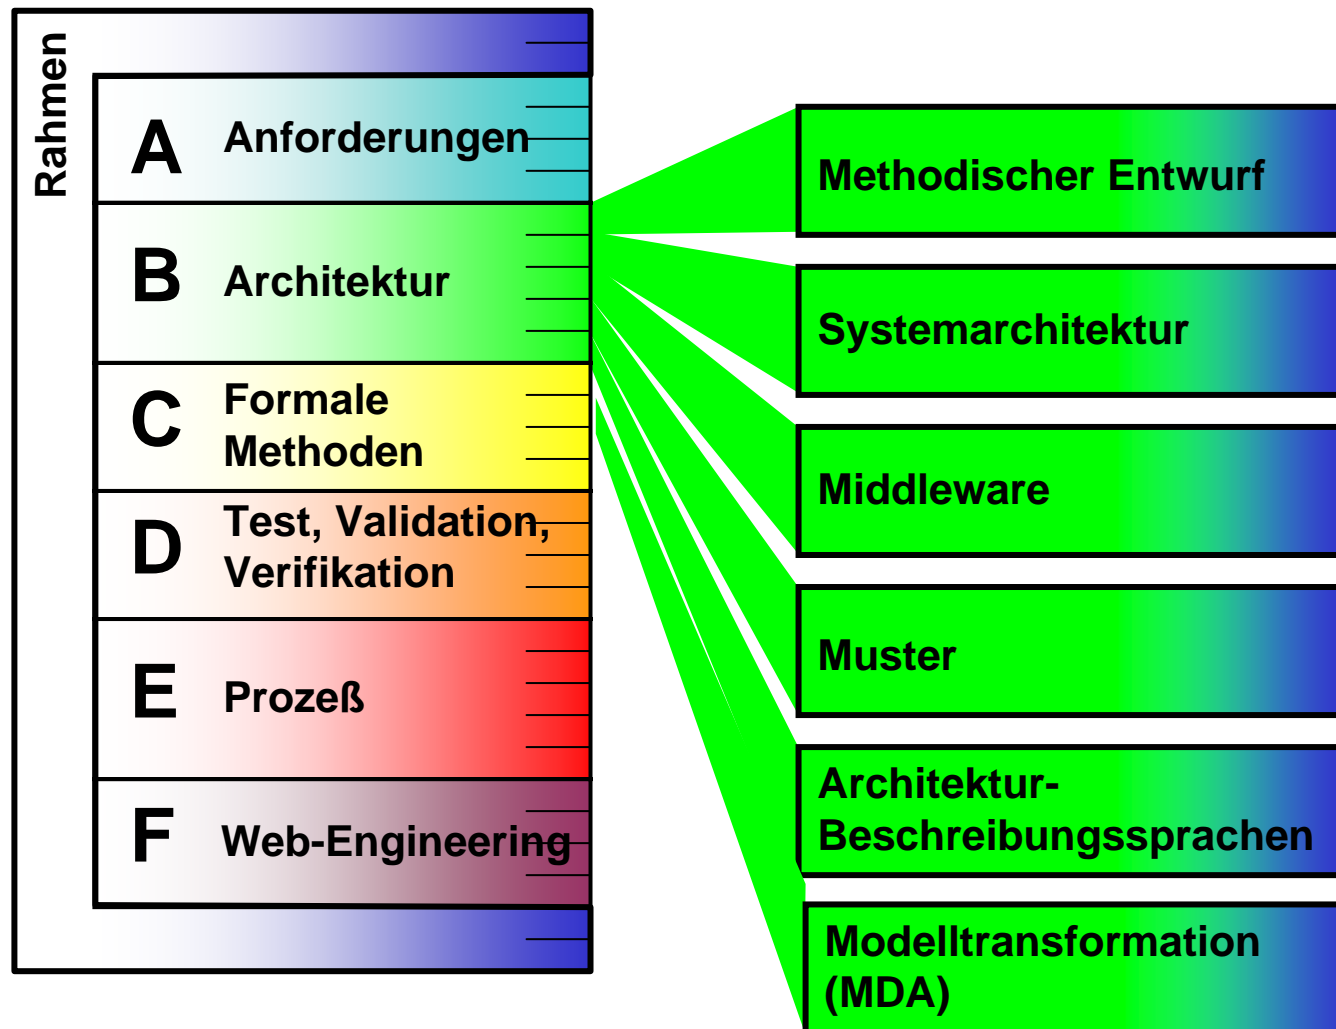 Rahmen
A
Anforderungen
B
Architektur
C
Formale
Methoden
D
Test, Validation,
Verifikation
E
Prozeß
F
Web-Engineering
Methodischer Entwurf
Systemarchitektur
Middleware
Muster
Architektur-
Beschreibungssprachen
Modelltransformation
(MDA)